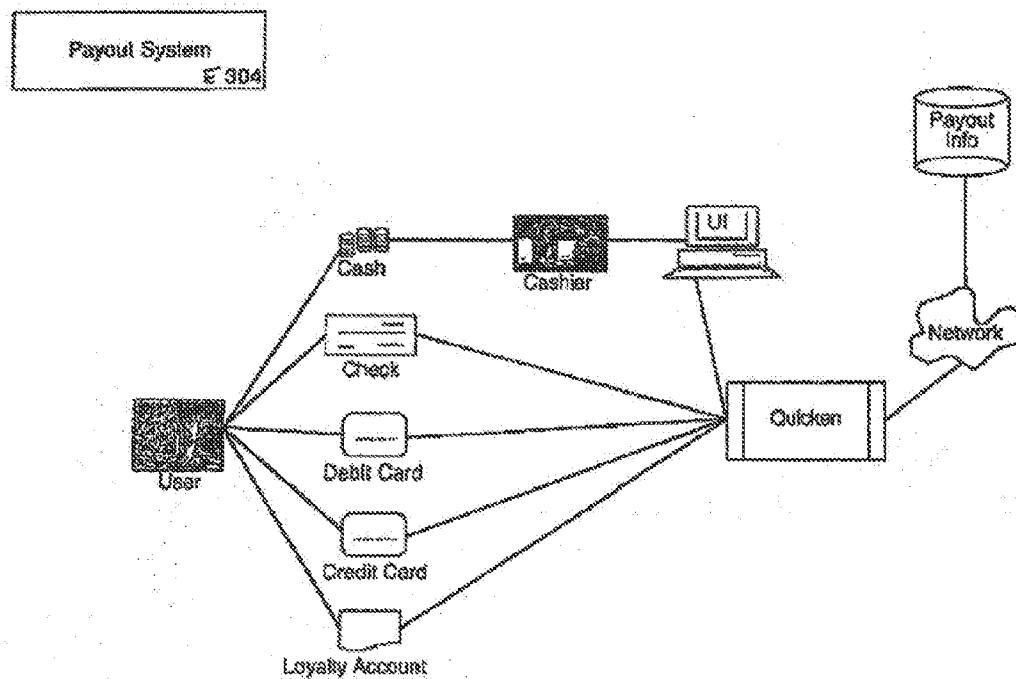 Payout System
E 304
Payout
Info
UI
Cash
Cashier
Network
Check
Quicken
User
Debit Card
Credit Card
Loyalty Account